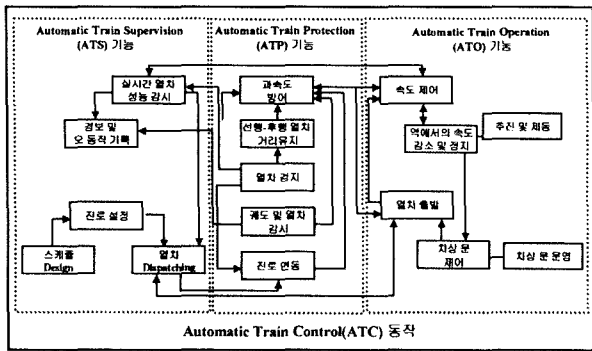 Automatic Train Supervision
(ATS) 기능
실시간 열차
성능 감시
경보 및
오 동작 기록
진로 설정
스케쥴
Design
열차
Dispatching
Automatic Train Protection
(ATP) 기능
과속도
방어
선행-후행 열차
거리유지
열차 검지
궤도 및 열차
감시
진로 연동
Automatic Train Operation
(ATO) 기능
속도 제어
역에서의 속도
감소 및 정지
추진 및 제동
열차 출발
차상 문
제어
차상 문 운영
Automatic Train Control(ATC) 동작